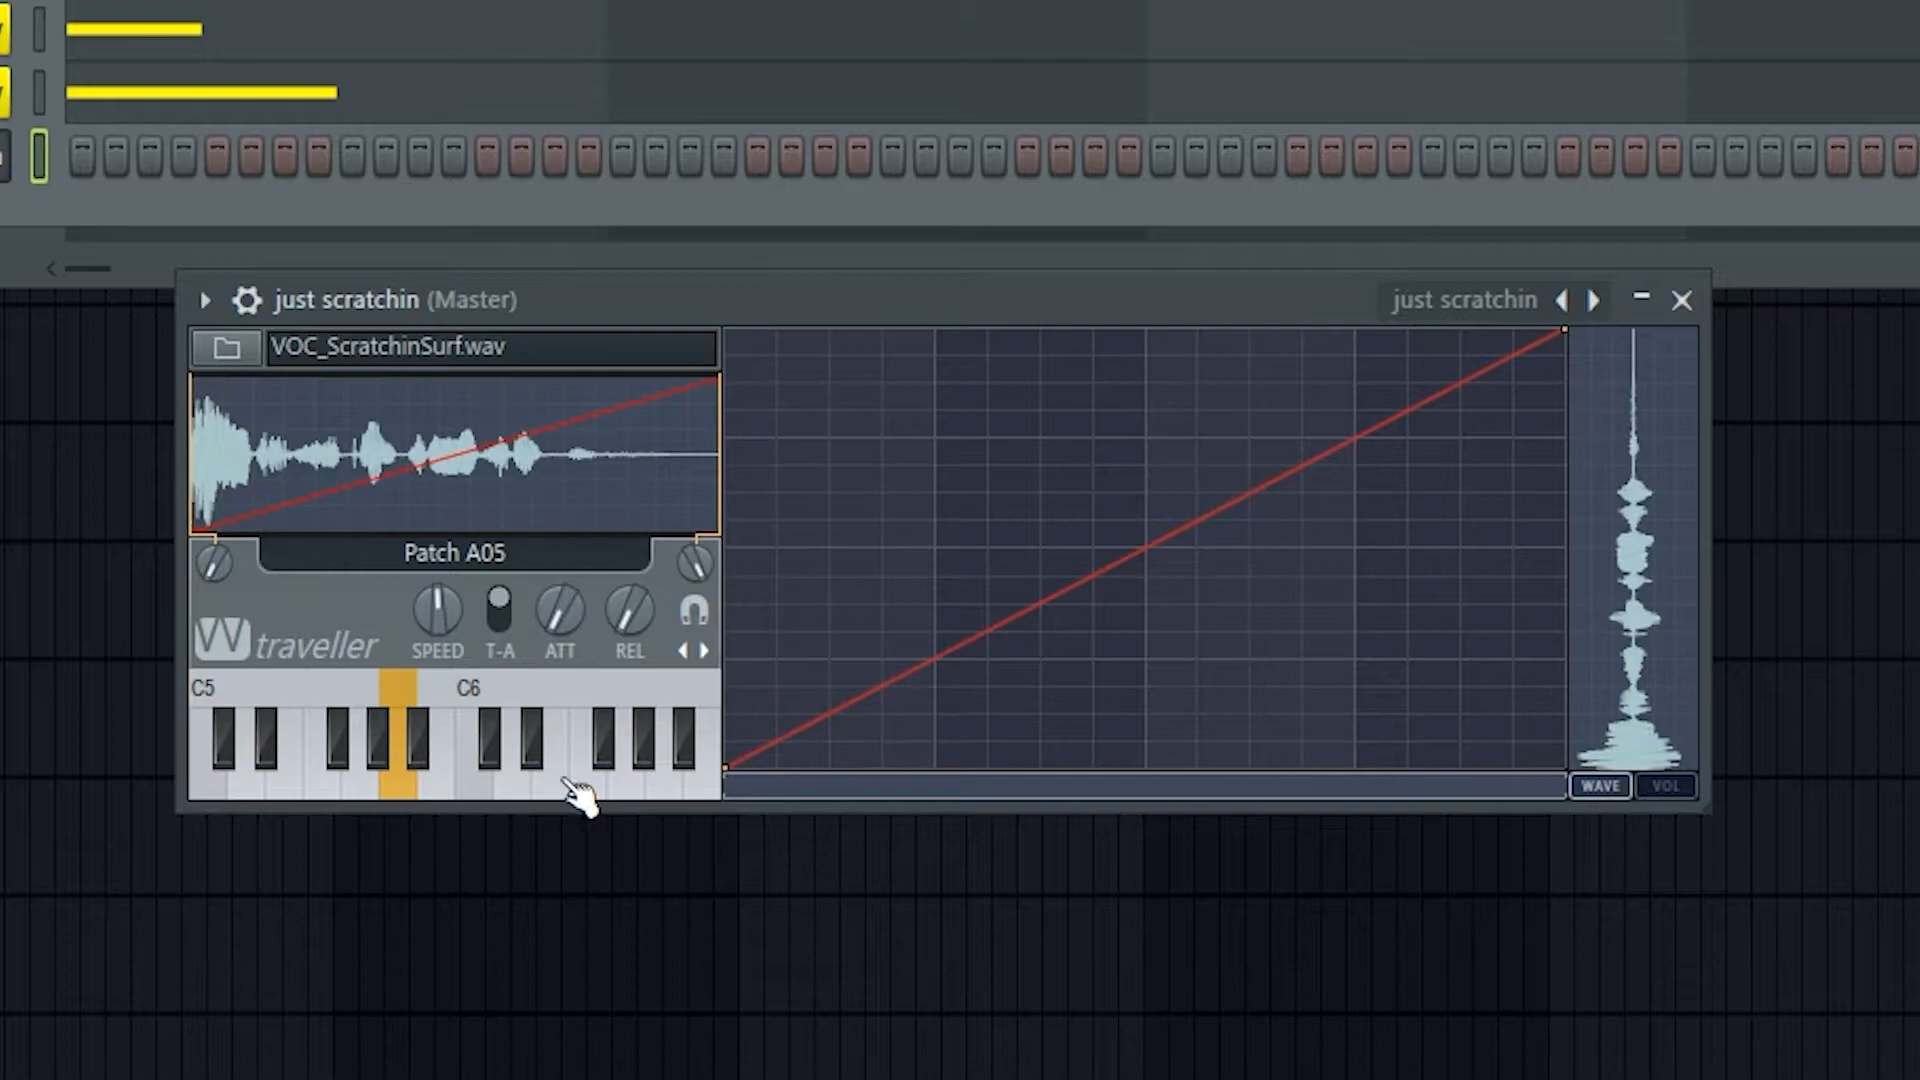 just scratchin (Master)
just scratchin
VOC_ScratchinSurf.wav
Patch A05
W traveller
SPEED
T-A
ATT
REL
C5
C6
WAVE
VOL